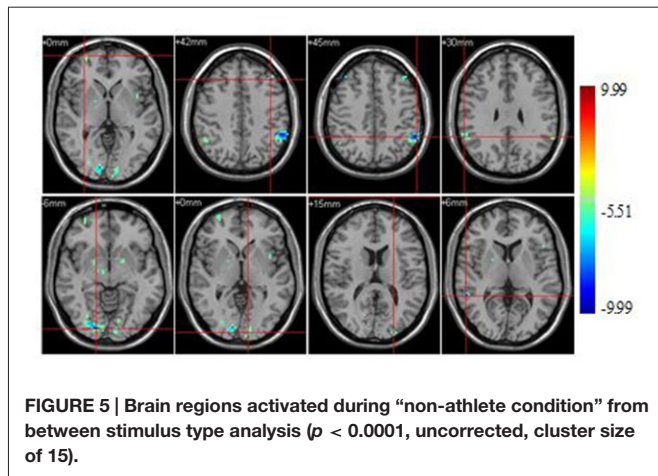 +0mm +42mm +45mm +30mm
9.99
-5.51
-6mm +0mm +15mm +6mm
-9.99
FIGURE 5 | Brain regions activated during “non-athlete condition” from
between stimulus type analysis (p < 0.0001, uncorrected, cluster size
of 15).